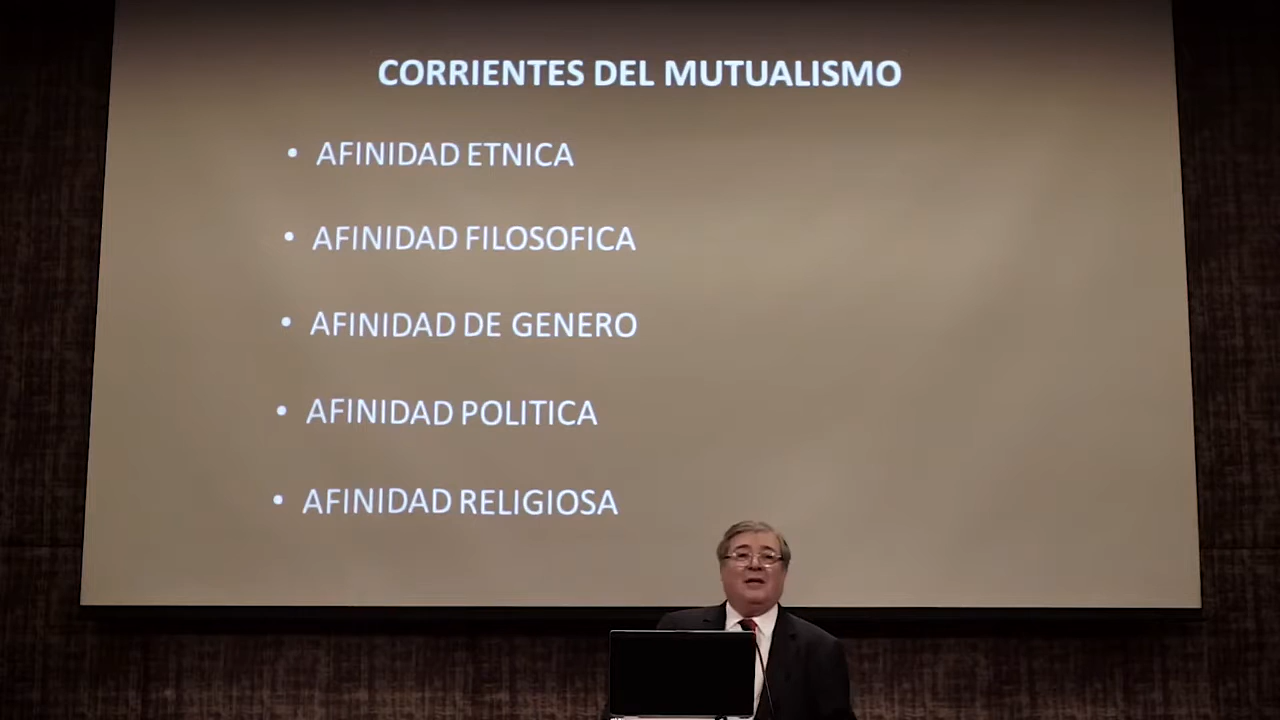 CORRIENTES DEL MUTUALISMO
• AFINIDAD ETNICA
• AFINIDAD FILOSOFICA
• AFINIDAD DE GENERO
• AFINIDAD POLITICA
• AFINIDAD RELIGIOSA